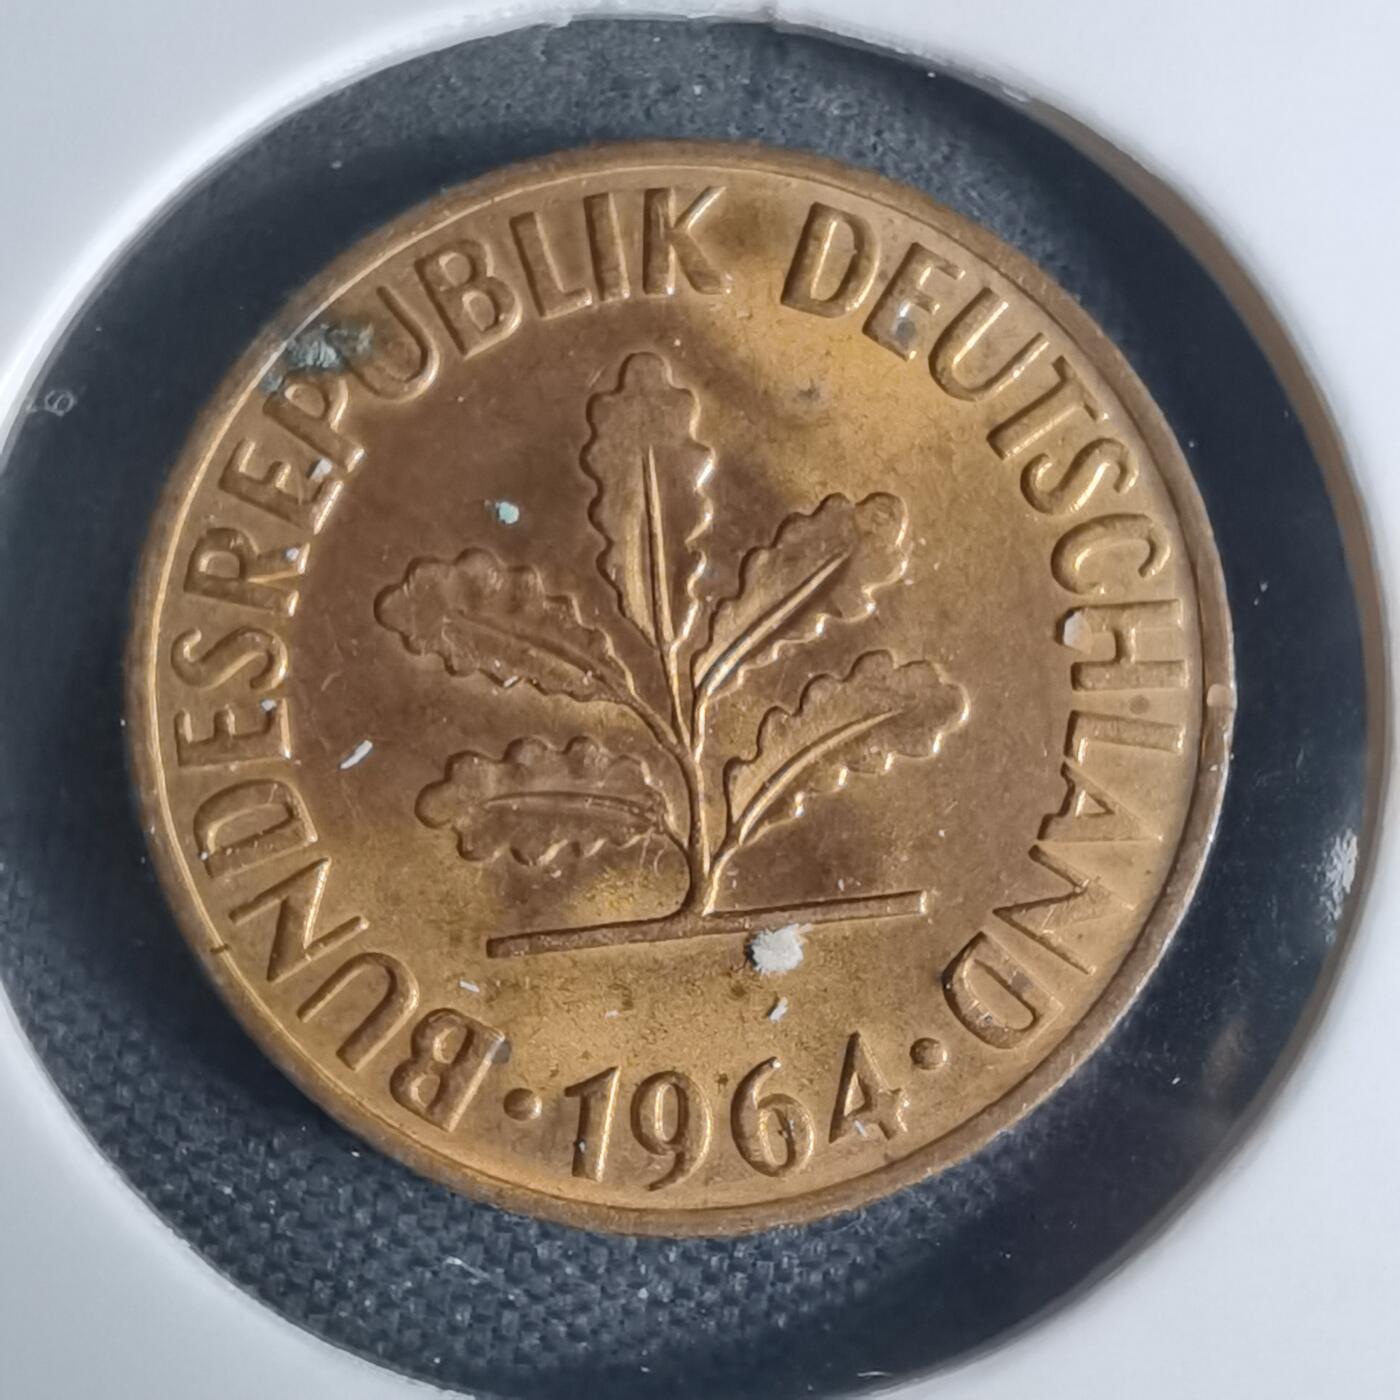 BUNDESREPUBLIK DEUTSCHLAND
• 1964 •